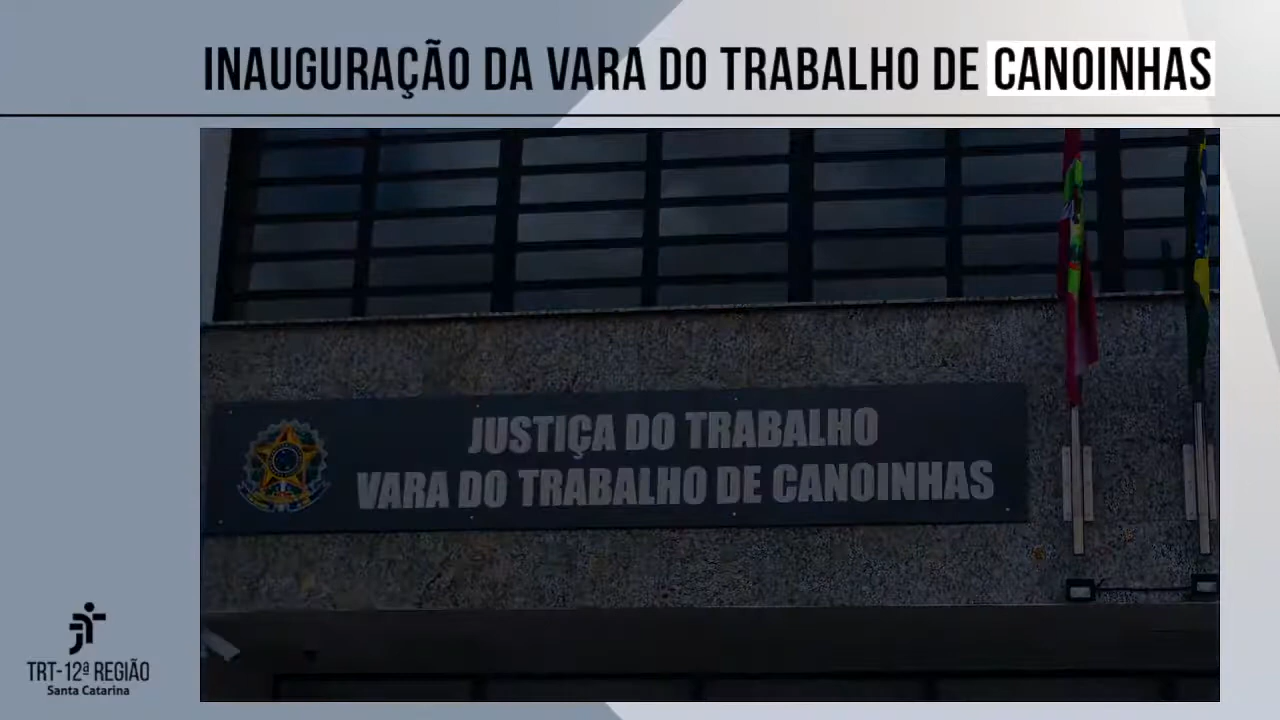 INAUGURAÇÃO DA VARA DO TRABALHO DE CANOINHAS
JUSTIÇA DO TRABALHO
VARA DO TRABALHO DE CANOINHAS
TRT-12ª REGIÃO
Santa Catarina